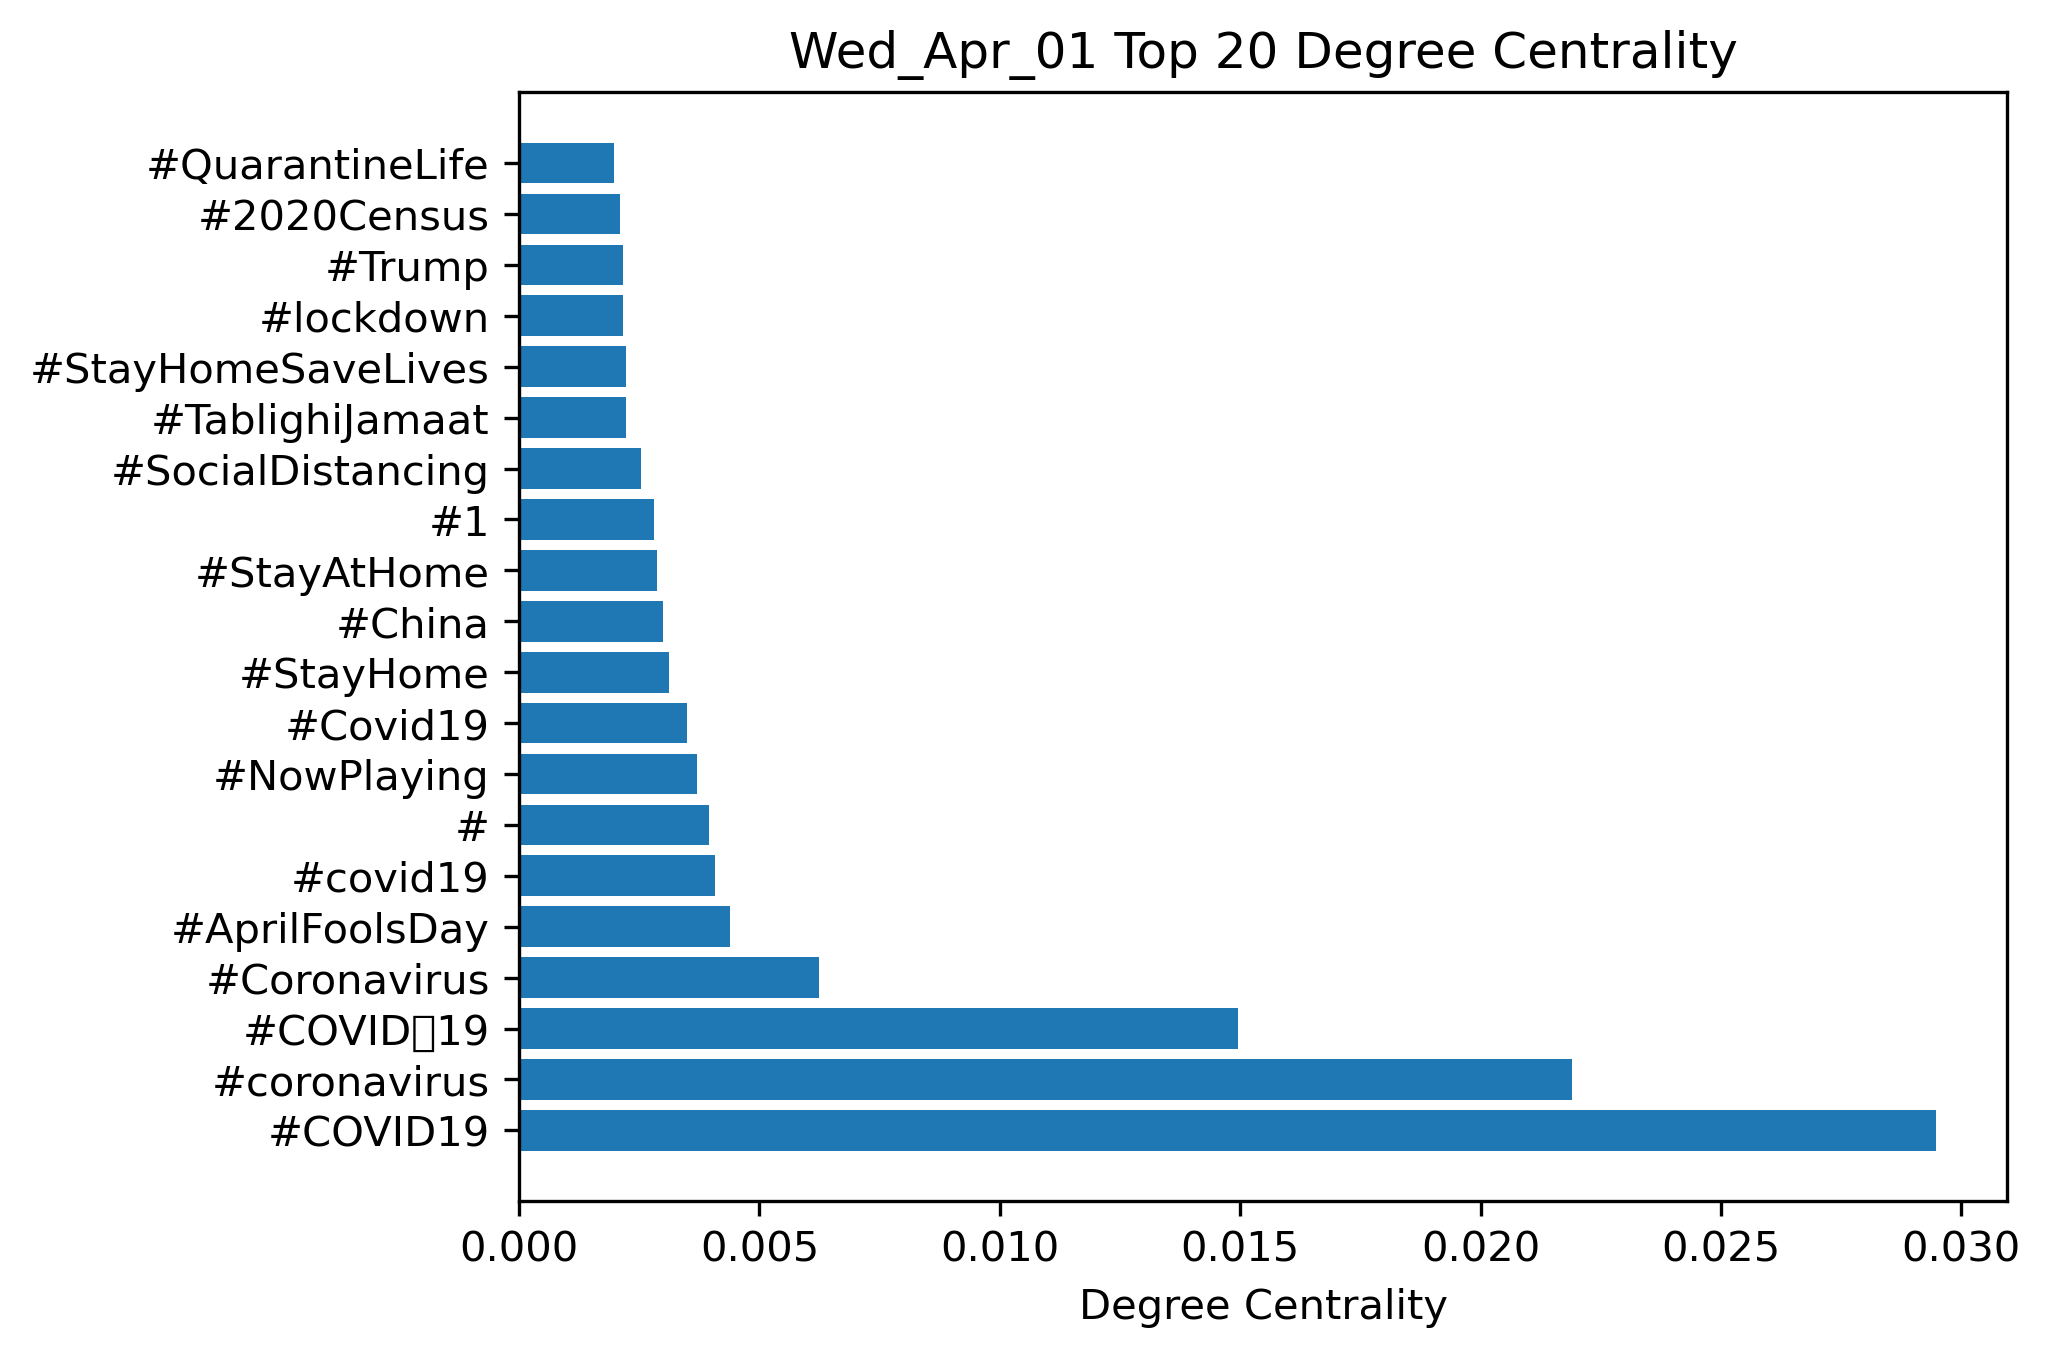 Wed_Apr_01 Top 20 Degree Centrality
#QuarantineLife
#2020Census
#Trump
#lockdown
#StayHomeSaveLives
#TablighiJamaat
#SocialDistancing
#1
#StayAtHome
#China
#StayHome
#Covid19
#NowPlaying
#
#covid19
#AprilFoolsDay
#Coronavirus
#COVID▯19
#coronavirus
#COVID19
0.000 0.005 0.010 0.015 0.020 0.025 0.030
Degree Centrality